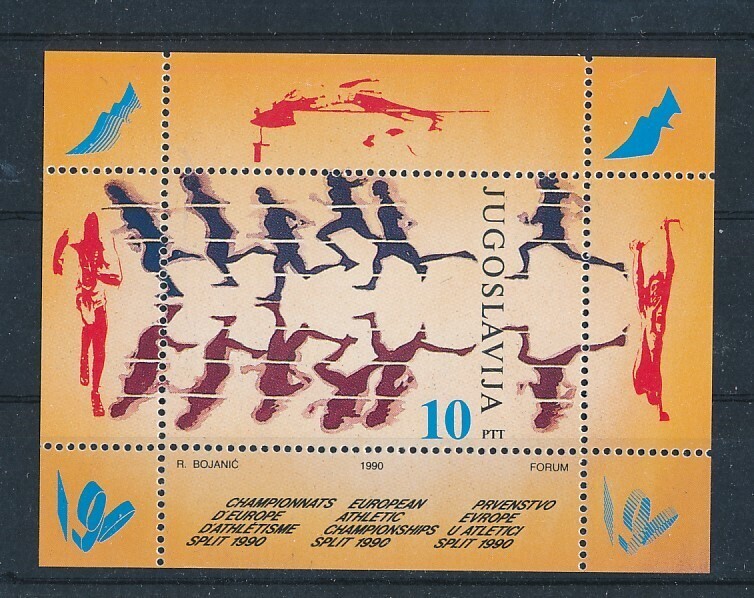 JUGOSLAVIJA
10
PTT
R. BOJANIĆ 1990 FORUM
CHAMPIONNATS
D'EUROPE
D'ATHLÉTISME
SPLIT 1990
EUROPEAN
ATHLETIC
CHAMPIONSHIPS
SPLIT 1990
PRVENSTVO
EVROPE
U ATLETICI
SPLIT 1990